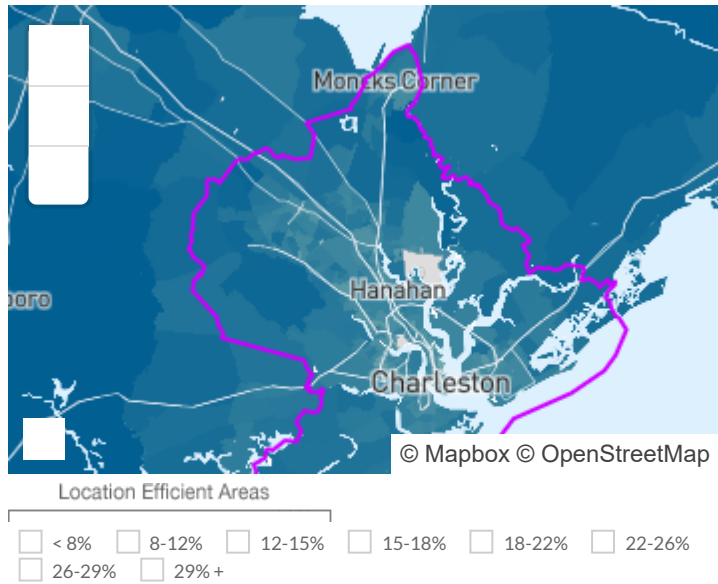 Moncks Corner
boro
Hanahan
Charleston
© Mapbox © OpenStreetMap
Location Efficient Areas
< 8% 8-12% 12-15% 15-18% 18-22% 22-26%
26-29% 29% +